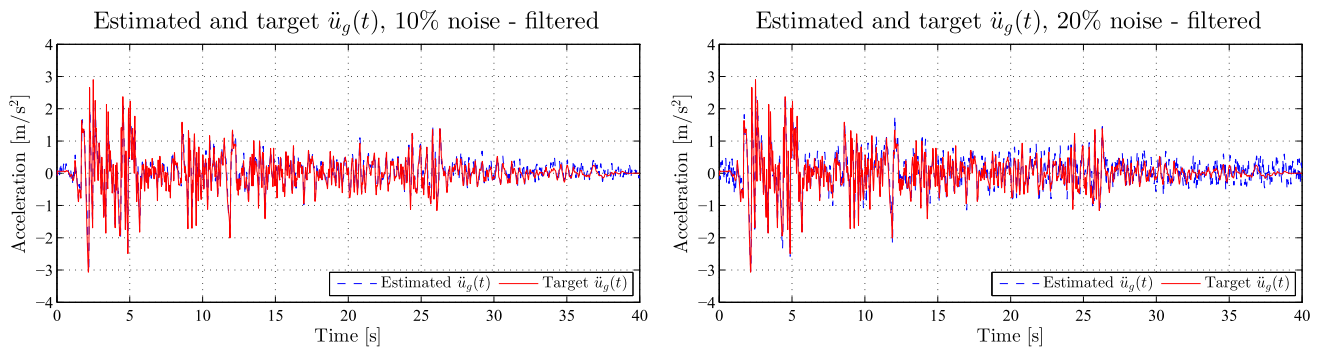 Estimated and target ü_g(t), 10% noise - filtered
4
3
2
1
0
−1
−2
−3
−4
Acceleration [m/s²]
Estimated ü_g(t)
Target ü_g(t)
0 5 10 15 20 25 30 35 40
Time [s]
Estimated and target ü_g(t), 20% noise - filtered
4
3
2
1
0
−1
−2
−3
−4
Acceleration [m/s²]
Estimated ü_g(t)
Target ü_g(t)
0 5 10 15 20 25 30 35 40
Time [s]